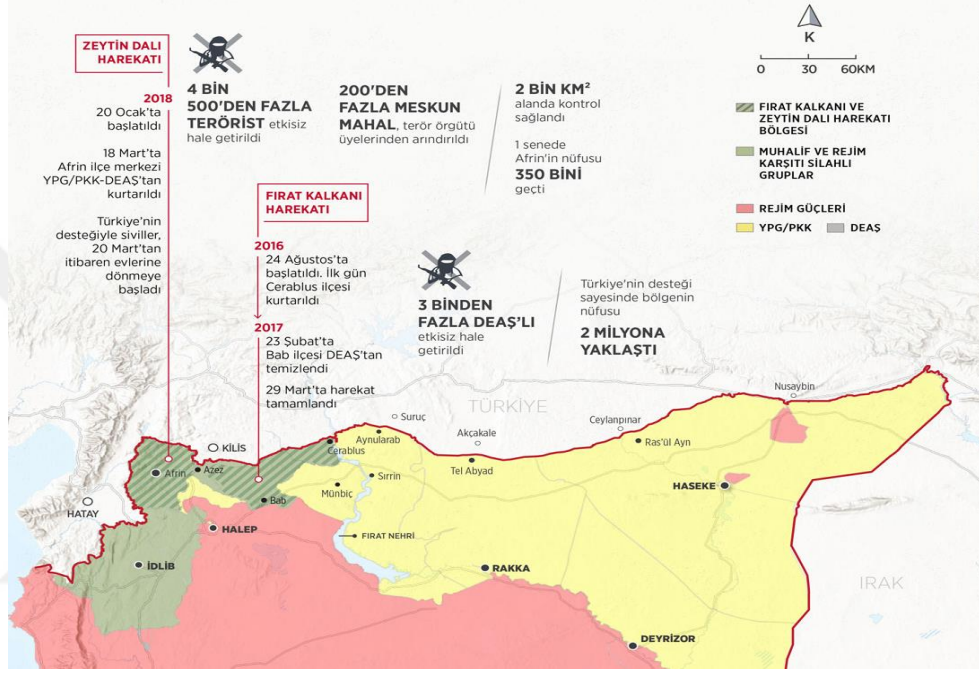 ZEYTİN DALI
HAREKATI
2018
20 Ocak'ta
başlatıldı
18 Mart'ta
Afrin ilçe merkezi
YPG/PKK-DEAŞ'tan
kurtarıldı
Türkiye'nin
desteğiyle siviller,
20 Mart'tan
itibaren evlerine
dönmeye
başladı
4 BİN
500'DEN FAZLA
TERÖRİST etkisiz
hale getirildi
200'DEN
FAZLA MESKUN
MAHAL, terör örgütü
üyelerinden arındırıldı
2 BİN KM²
alanda kontrol
sağlandı
1 senede
Afrin'in nüfusu
350 BİNİ
geçti
FIRAT KALKANI
HAREKATI
2016
24 Ağustos'ta
başlatıldı. İlk gün
Cerablus ilçesi
kurtarıldı
2017
23 Şubat'ta
Bab ilçesi DEAŞ'tan
temizlendi
29 Mart'ta harekat
tamamlandı
3 BİNDEN
FAZLA DEAŞ'LI
etkisiz hale
getirildi
Türkiye'nin desteği
sayesinde bölgenin
nüfusu
2 MİLYONA
YAKLAŞTI
K
0 30 60KM
FIRAT KALKANI VE
ZEYTİN DALI HAREKATI
BÖLGESİ
MUHALİF VE REJİM
KARŞITI SİLAHLI
GRUPLAR
REJİM GÜÇLERİ
YPG/PKK DEAŞ
TÜRKİYE
Nusaybin
Suruç
Ceylanpınar
Akçakale
KİLİS
Aynularab
Ras'ül Ayn
Cerablus
Azez
Afrin
Tel Abyad
Sırrin
Münbiç
HASEKE
Bab
HATAY
HALEP
FIRAT NEHRİ
İDLİB
RAKKA
IRAK
DEYRİZOR